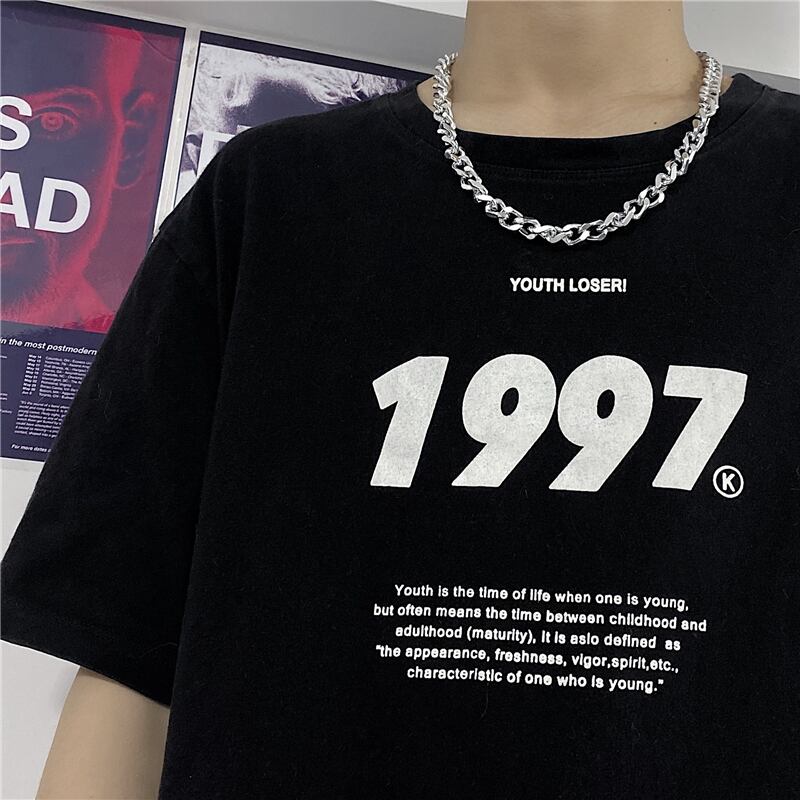 S
AD
in the most postmodern
YOUTH LOSER!
1997
K
Youth is the time of life when one is young,
but often means the time between childhood and
adulthood (maturity), it is aslo defined as
"the appearance, freshness, vigor,spirit,etc.,
characteristic of one who is young."